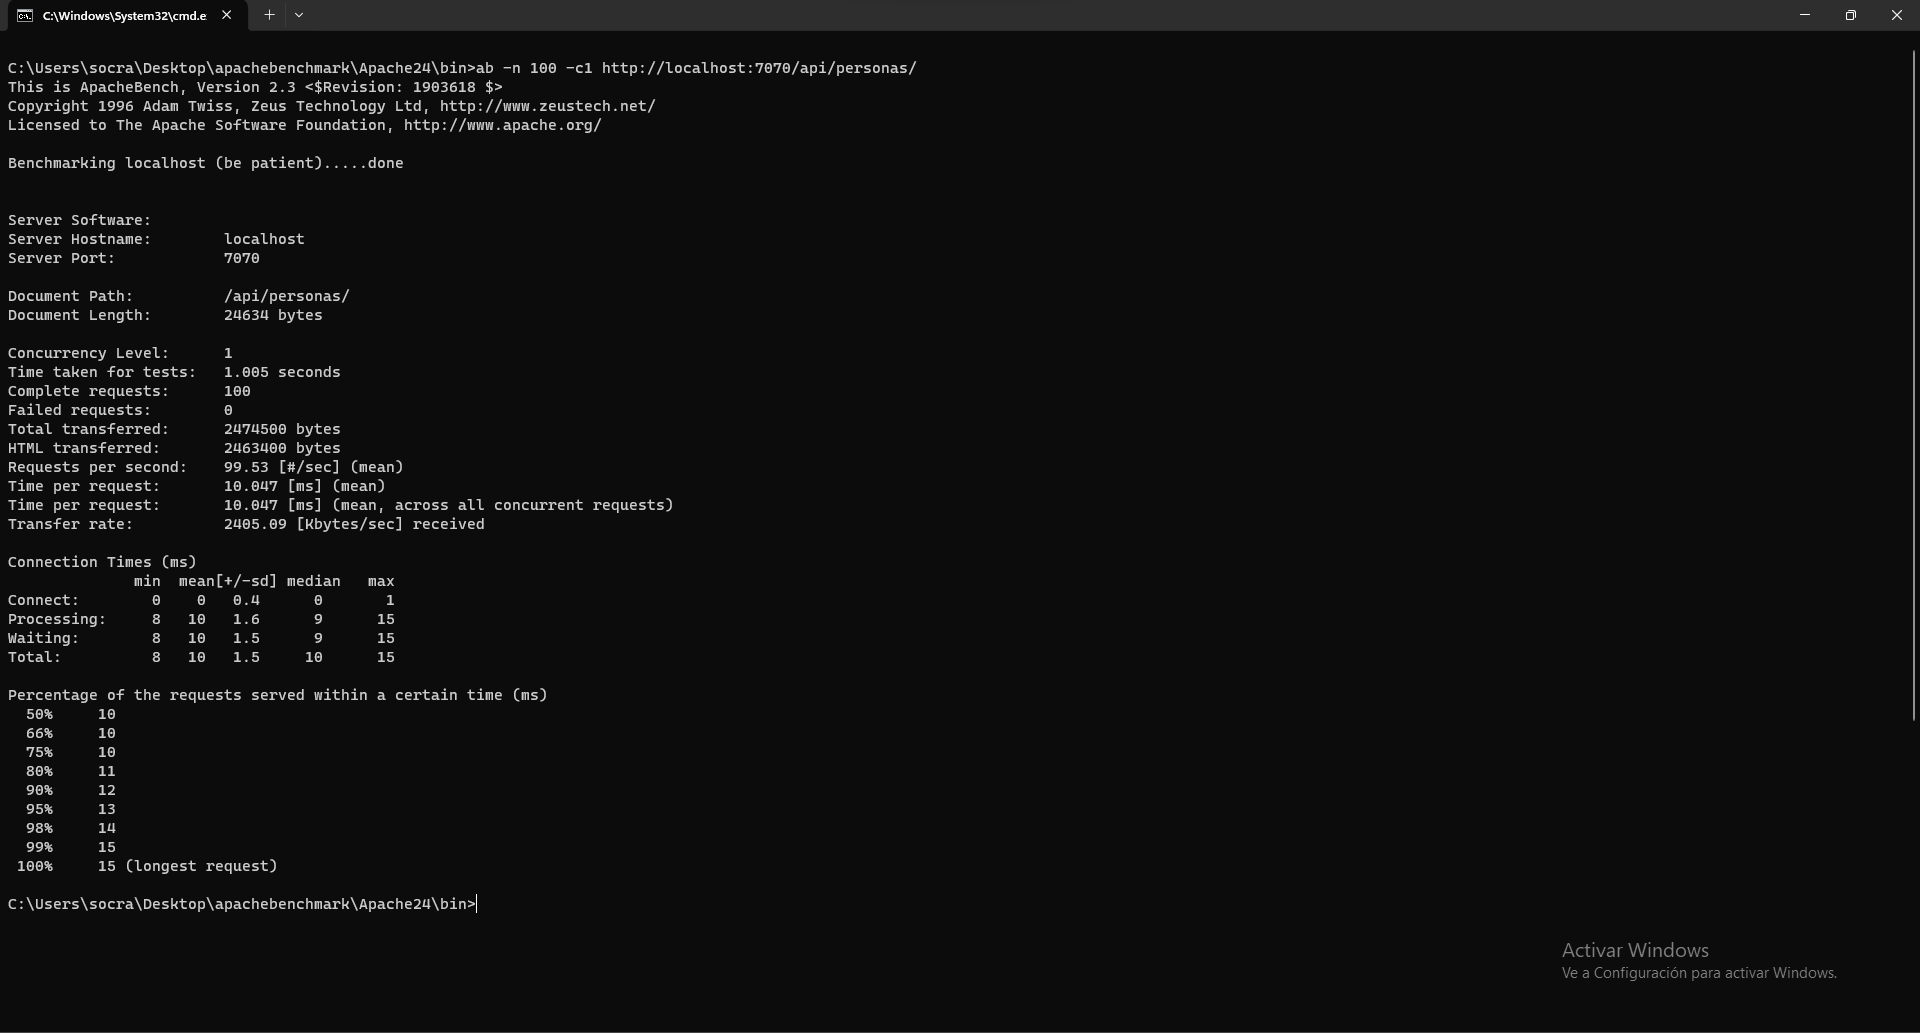 C:\Windows\System32\cmd.e
C:\Users\socra\Desktop\apachebenchmark\Apache24\bin>ab -n 100 -c1 http://localhost:7070/api/personas/
This is ApacheBench, Version 2.3 <$Revision: 1903618 $>
Copyright 1996 Adam Twiss, Zeus Technology Ltd, http://www.zeustech.net/
Licensed to The Apache Software Foundation, http://www.apache.org/
Benchmarking localhost (be patient).....done
Server Software:
Server Hostname:        localhost
Server Port:            7070
Document Path:          /api/personas/
Document Length:        24634 bytes
Concurrency Level:      1
Time taken for tests:   1.005 seconds
Complete requests:      100
Failed requests:        0
Total transferred:      2474500 bytes
HTML transferred:       2463400 bytes
Requests per second:    99.53 [#/sec] (mean)
Time per request:       10.047 [ms] (mean)
Time per request:       10.047 [ms] (mean, across all concurrent requests)
Transfer rate:          2405.09 [Kbytes/sec] received
Connection Times (ms)
              min  mean[+/-sd] median   max
Connect:        0    0   0.4      0       1
Processing:     8   10   1.6      9      15
Waiting:        8   10   1.5      9      15
Total:          8   10   1.5     10      15
Percentage of the requests served within a certain time (ms)
  50%     10
  66%     10
  75%     10
  80%     11
  90%     12
  95%     13
  98%     14
  99%     15
 100%     15 (longest request)
C:\Users\socra\Desktop\apachebenchmark\Apache24\bin>
Activar Windows
Ve a Configuración para activar Windows.